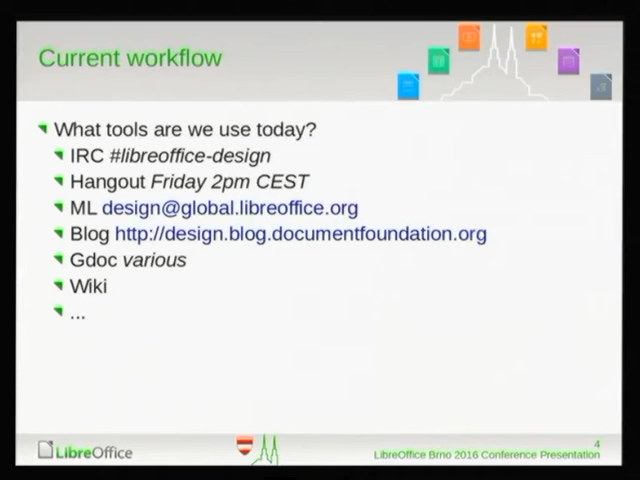 Current workflow
What tools are we use today?
IRC #libreoffice-design
Hangout Friday 2pm CEST
ML design@global.libreoffice.org
Blog http://design.blog.documentfoundation.org
Gdoc various
Wiki
...
LibreOffice
4
LibreOffice Brno 2016 Conference Presentation